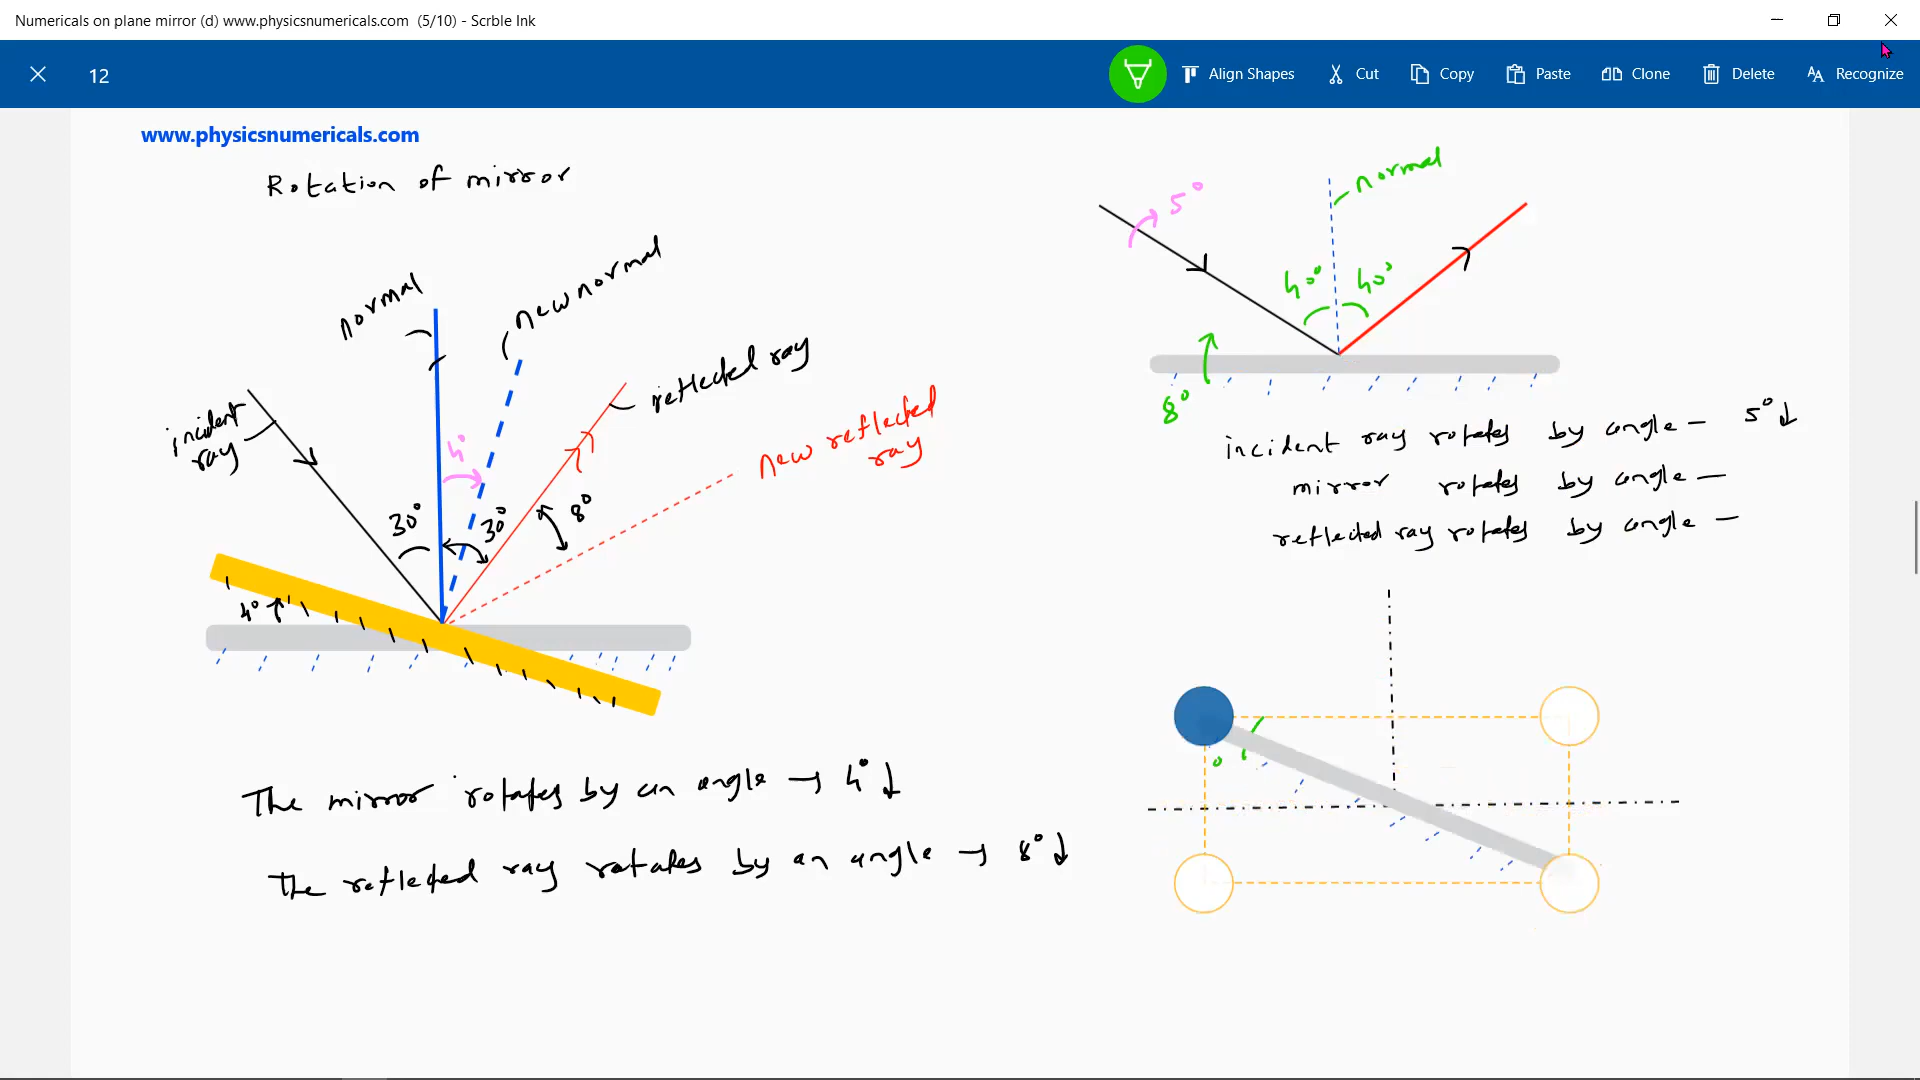 Numericals on plane mirror (d) www.physicsnumericals.com (5/10) - Scrble Ink
12
Align Shapes
Cut
Copy
Paste
Clone
Delete
Recognize
www.physicsnumericals.com
Rotation of mirror
normal
new normal
incident
ray
reflected ray
new reflected
ray
4°
30°
30°
8°
4°
The mirror rotates by an angle → 4°
The reflected ray rotates by an angle → 8°
5°
normal
40°
40°
8°
incident ray rotates by angle – 5°
mirror rotates by angle –
reflected ray rotates by angle –